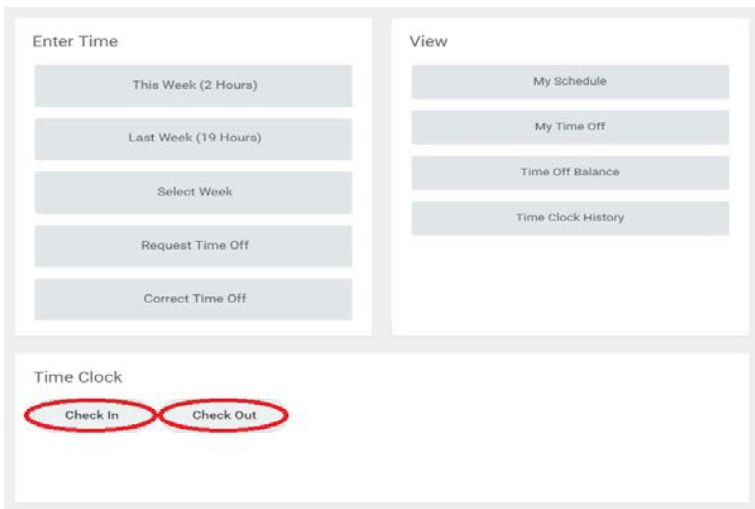 Enter Time
This Week (2 Hours)
Last Week (19 Hours)
Select Week
Request Time Off
Correct Time Off
View
My Schedule
My Time Off
Time Off Balance
Time Clock History
Time Clock
Check In
Check Out